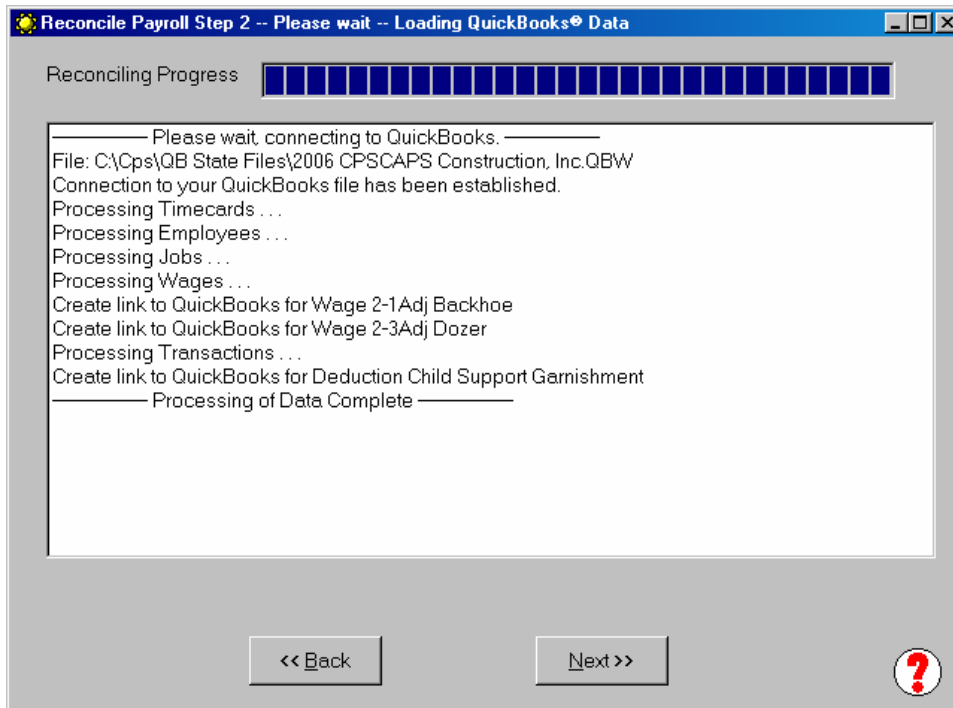 Reconcile Payroll Step 2 -- Please wait -- Loading QuickBooks® Data
Reconciling Progress
———— Please wait, connecting to QuickBooks. ————
File: C:\Cps\QB State Files\2006 CPSCAPS Construction, Inc.QBW
Connection to your QuickBooks file has been established.
Processing Timecards . . .
Processing Employees . . .
Processing Jobs . . .
Processing Wages . . .
Create link to QuickBooks for Wage 2-1Adj Backhoe
Create link to QuickBooks for Wage 2-3Adj Dozer
Processing Transactions . . .
Create link to QuickBooks for Deduction Child Support Garnishment
———— Processing of Data Complete ————
<< Back
Next >>
?